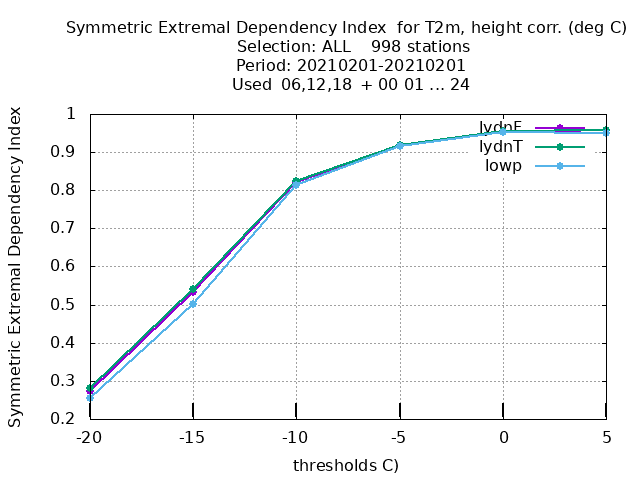 Symmetric Extremal Dependency Index for T2m, height corr. (deg C)
Selection: ALL 998 stations
Period: 20210201-20210201
Used 06,12,18 + 00 01 ... 24
Symmetric Extremal Dependency Index
1
0.9
0.8
0.7
0.6
0.5
0.4
0.3
0.2
lydnF
lydnT
lowp
-20 -15 -10 -5 0 5
thresholds C)